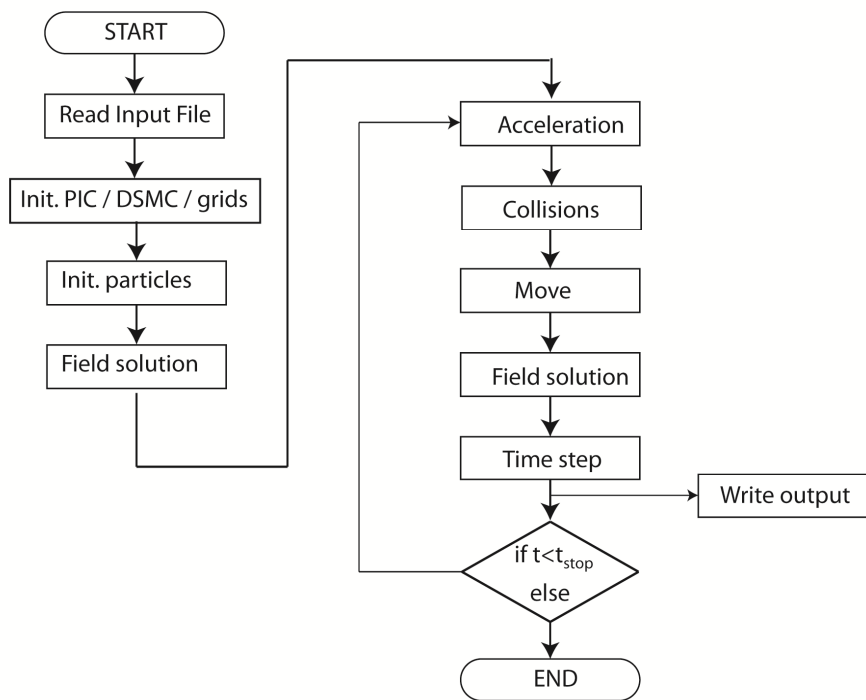 START
Read Input File
Init. PIC / DSMC / grids
Init. particles
Field solution
Acceleration
Collisions
Move
Field solution
Time step
Write output
if t<tstop
else
END